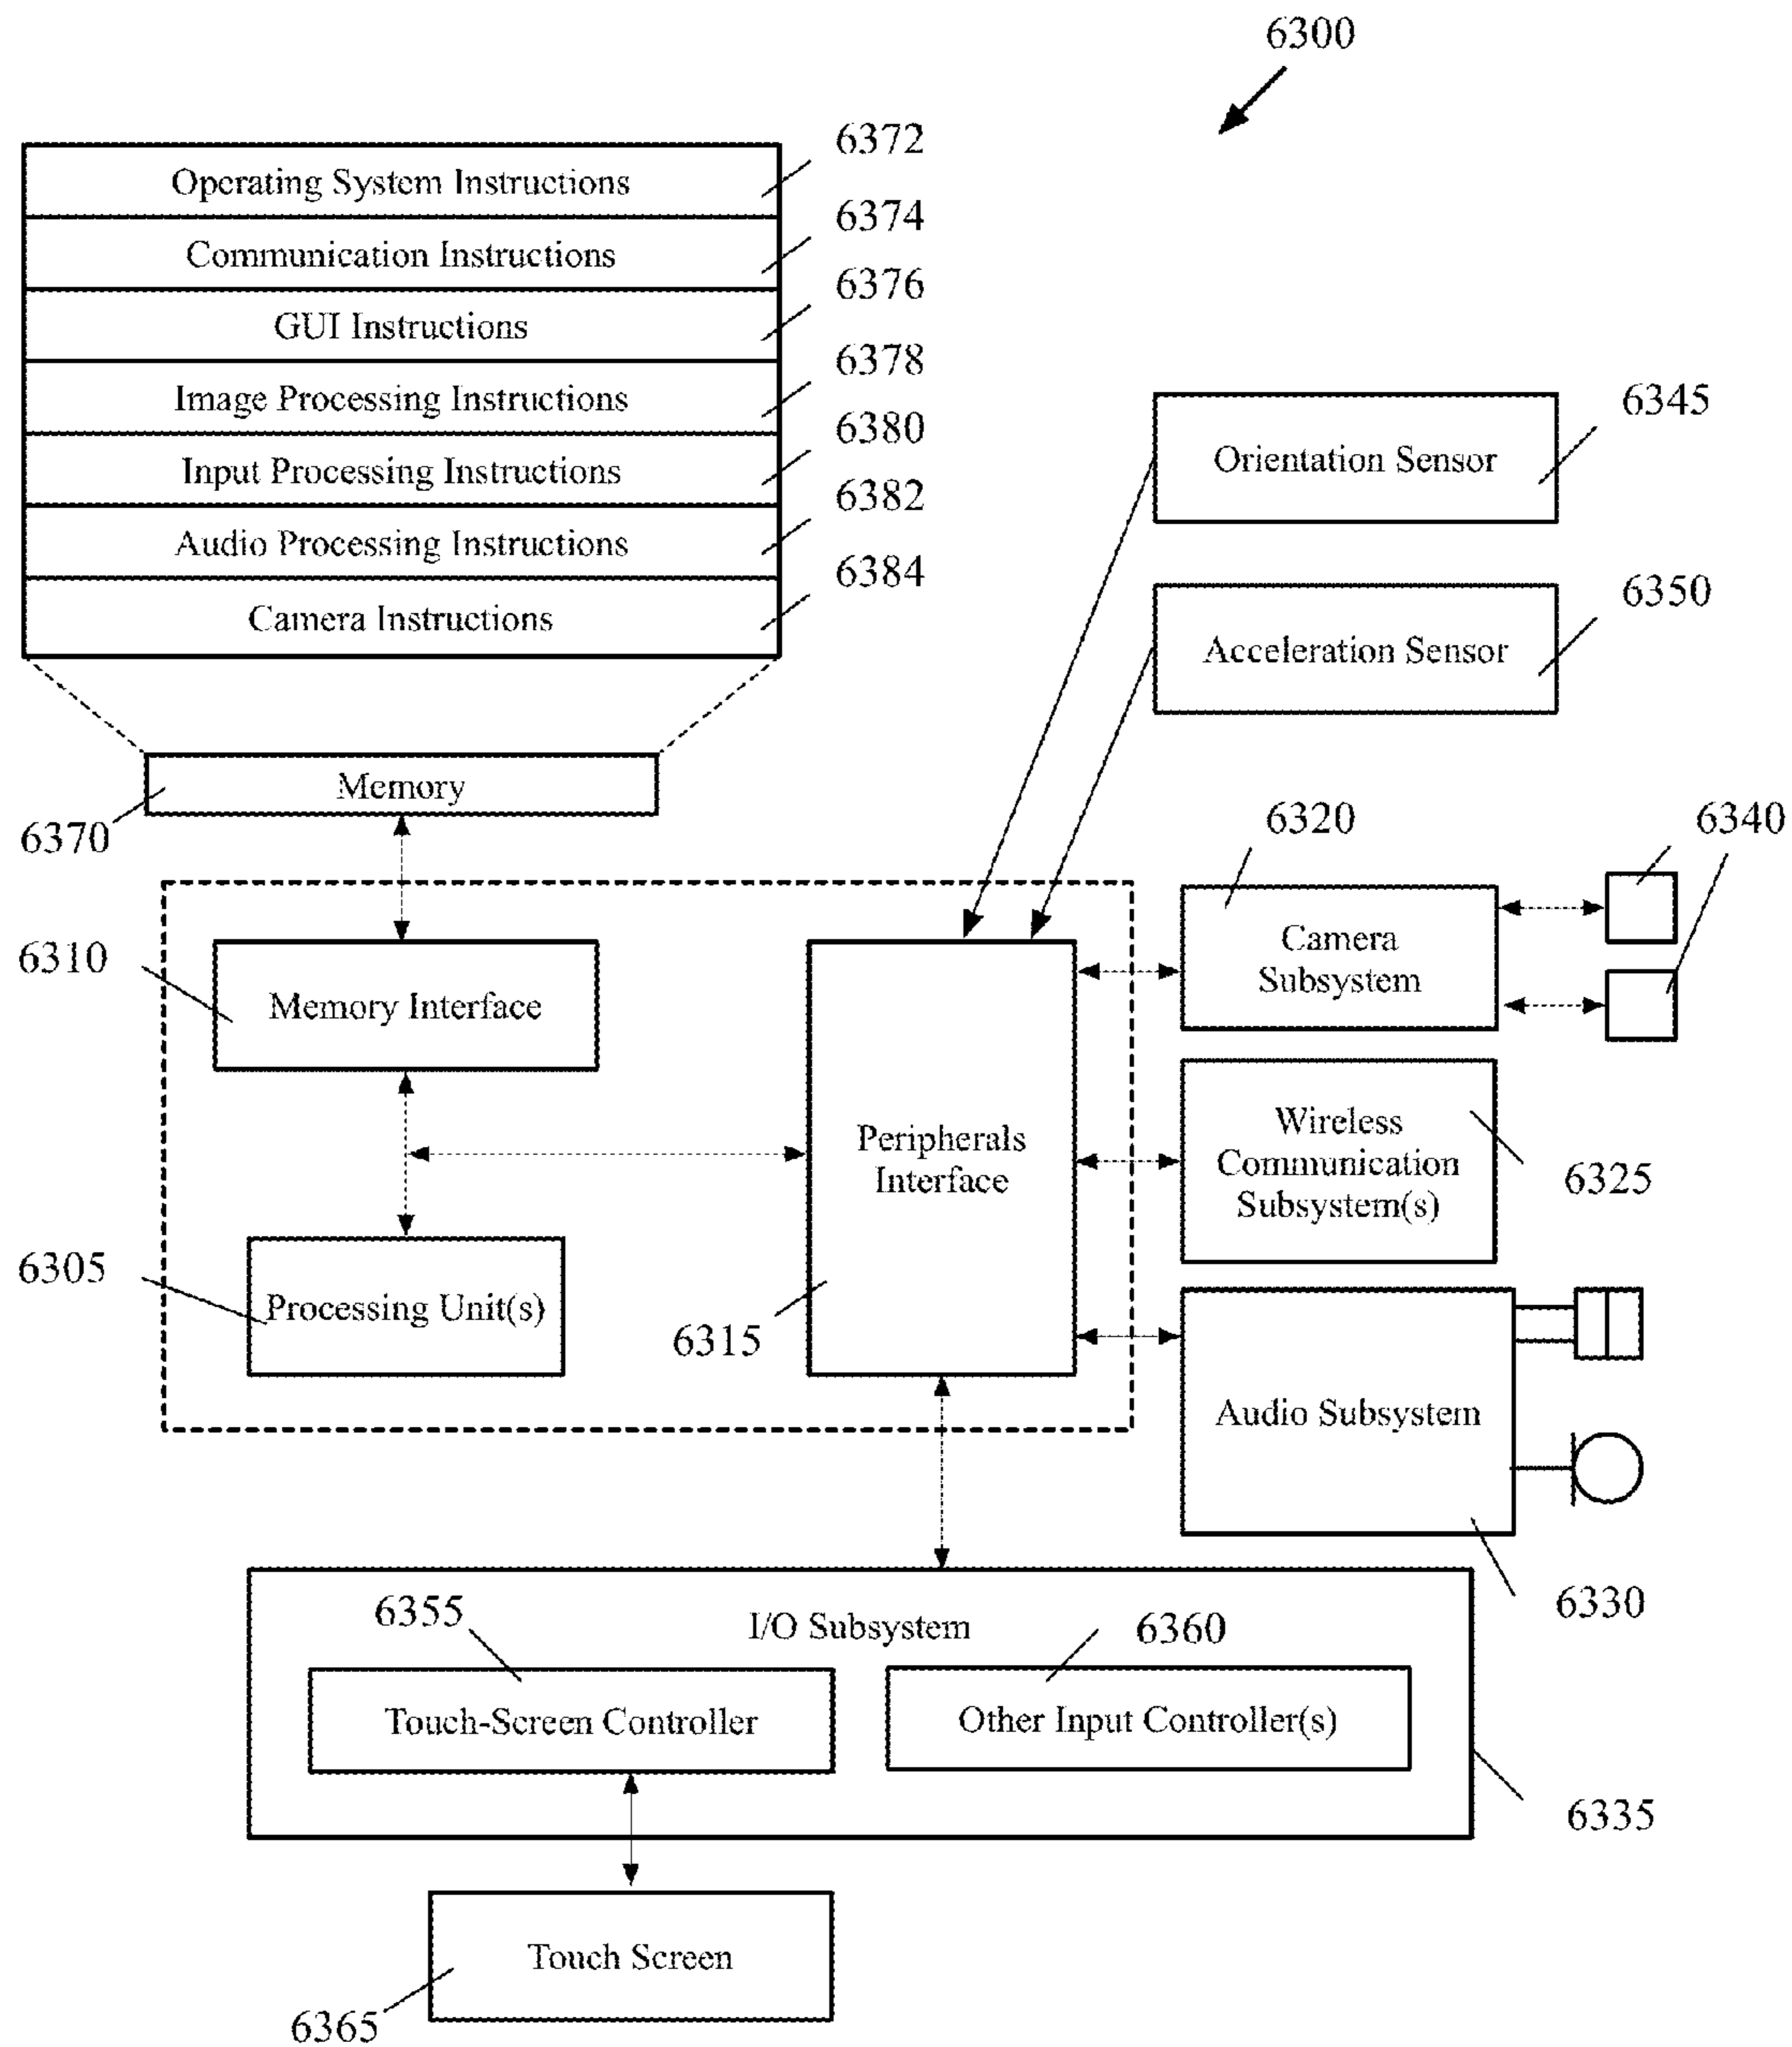 6300
6372
Operating System Instructions
6374
Communication Instructions
6376
GUI Instructions
6378
Image Processing Instructions
6380
Input Processing Instructions
6382
Audio Processing Instructions
6384
Camera Instructions
6345
Orientation Sensor
6350
Acceleration Sensor
Memory
6370
6320
6340
Camera
Subsystem
6310
Memory Interface
Peripherals
Interface
Wireless
Communication
Subsystem(s)
6325
6305
Processing Unit(s)
6315
Audio Subsystem
6330
6355
I/O Subsystem
6360
Touch-Screen Controller
Other Input Controller(s)
6335
Touch Screen
6365